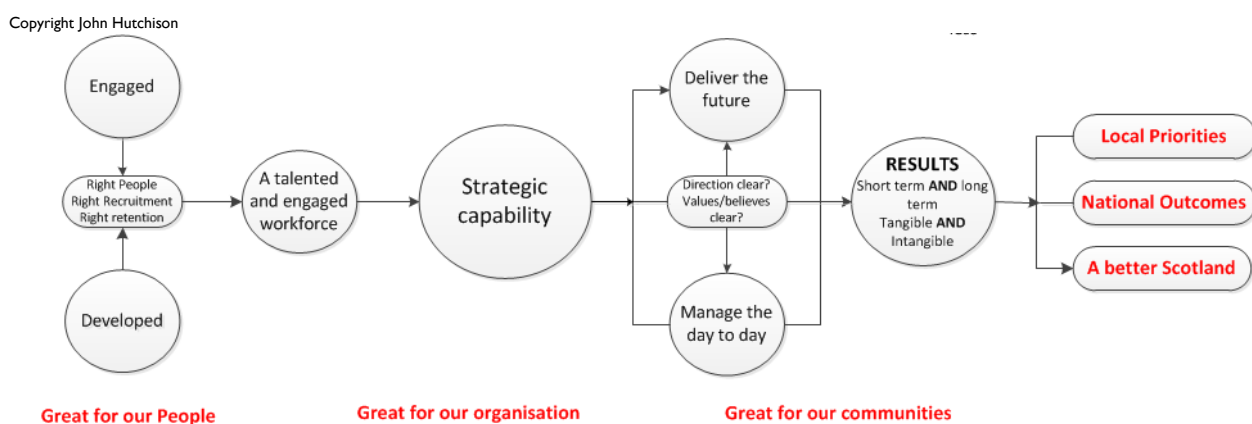 Copyright John Hutchison
Engaged
Right People
Right Recruitment
Right retention
Developed
A talented
and engaged
workforce
Strategic
capability
Deliver the
future
Direction clear?
Values/believes
clear?
Manage the
day to day
RESULTS
Short term AND long
term
Tangible AND
Intangible
Local Priorities
National Outcomes
A better Scotland
Great for our People
Great for our organisation
Great for our communities